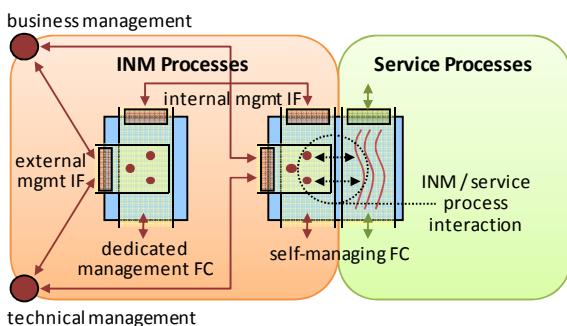 business management
INM Processes
Service Processes
internal mgmt IF
external
mgmt IF
INM / service
process
interaction
dedicated
management FC
self-managing FC
technical management